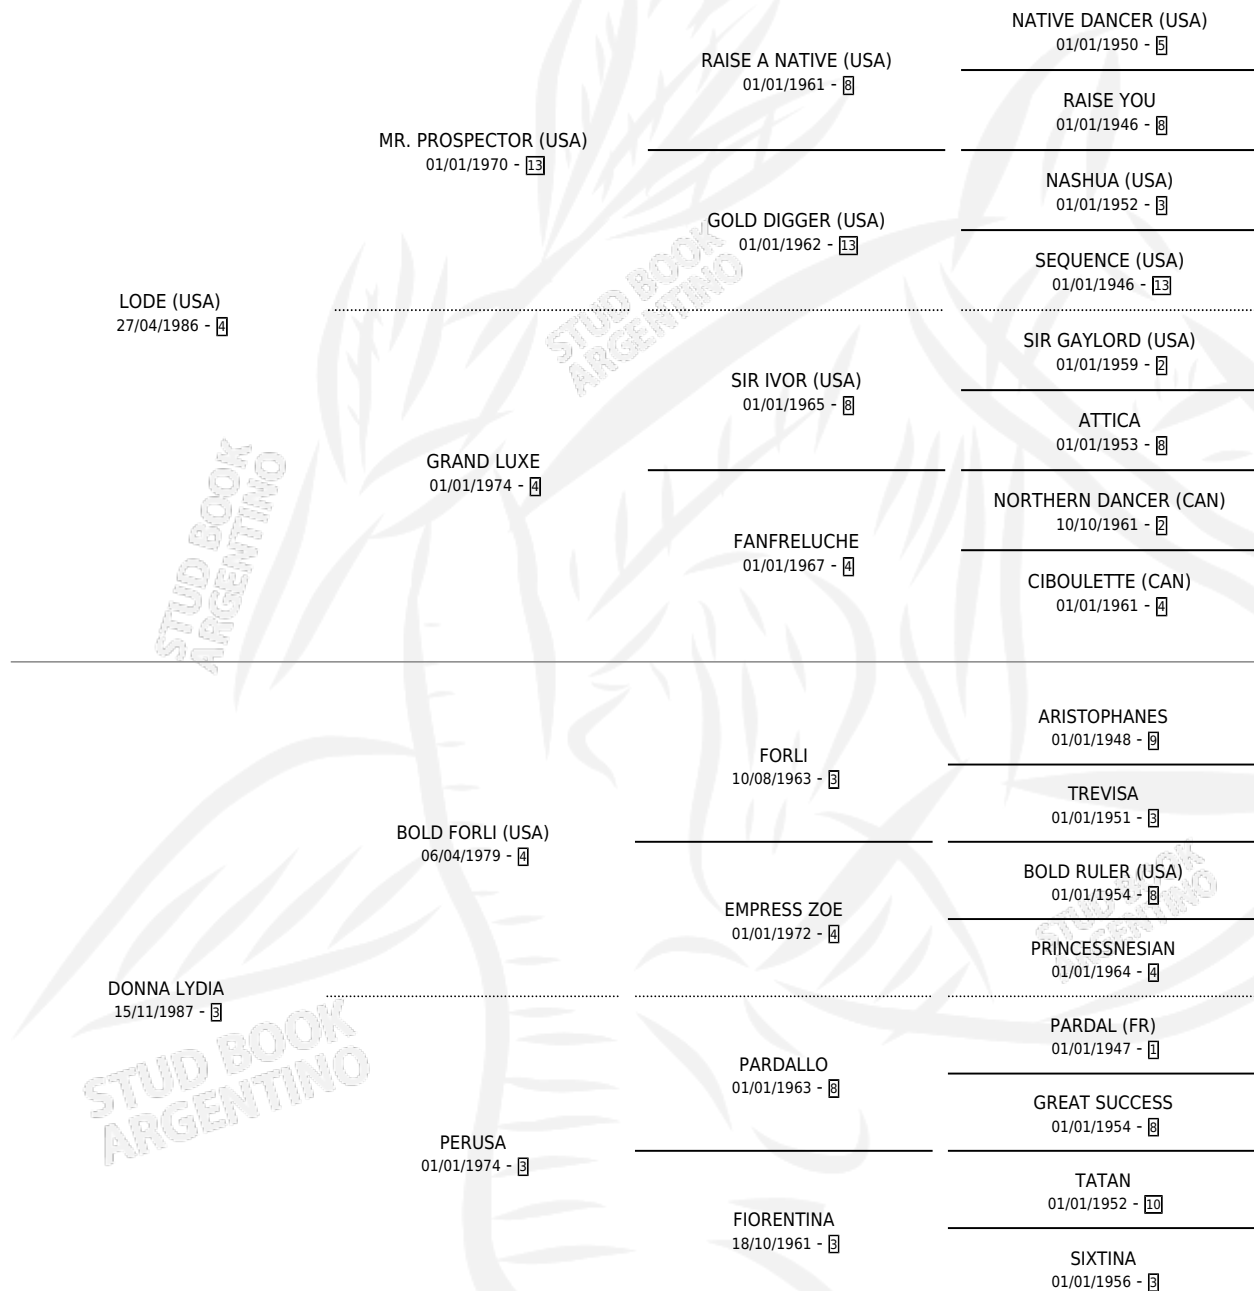 NATIVE DANCER (USA)
01/01/1950 - 5
RAISE A NATIVE (USA)
01/01/1961 - 8
RAISE YOU
01/01/1946 - 8
MR. PROSPECTOR (USA)
01/01/1970 - 13
NASHUA (USA)
01/01/1952 - 3
GOLD DIGGER (USA)
01/01/1962 - 13
SEQUENCE (USA)
01/01/1946 - 13
LODE (USA)
27/04/1986 - 4
SIR GAYLORD (USA)
01/01/1959 - 2
SIR IVOR (USA)
01/01/1965 - 8
ATTICA
01/01/1953 - 8
GRAND LUXE
01/01/1974 - 4
NORTHERN DANCER (CAN)
10/10/1961 - 2
FANFRELUCHE
01/01/1967 - 4
CIBOULETTE (CAN)
01/01/1961 - 4
ARISTOPHANES
01/01/1948 - 9
FORLI
10/08/1963 - 3
TREVISA
01/01/1951 - 3
BOLD FORLI (USA)
06/04/1979 - 4
BOLD RULER (USA)
01/01/1954 - 8
EMPRESS ZOE
01/01/1972 - 4
PRINCESSNESIAN
01/01/1964 - 4
DONNA LYDIA
15/11/1987 - 3
PARDAL (FR)
01/01/1947 - 1
PARDALLO
01/01/1963 - 8
GREAT SUCCESS
01/01/1954 - 8
PERUSA
01/01/1974 - 3
TATAN
01/01/1952 - 10
FIORENTINA
18/10/1961 - 3
SIXTINA
01/01/1956 - 3
STUD BOOK
ARGENTINO
STUD BOOK
ARGENTINO
STUD BOOK
ARGENTINO
STUD BOOK
ARGENTINO